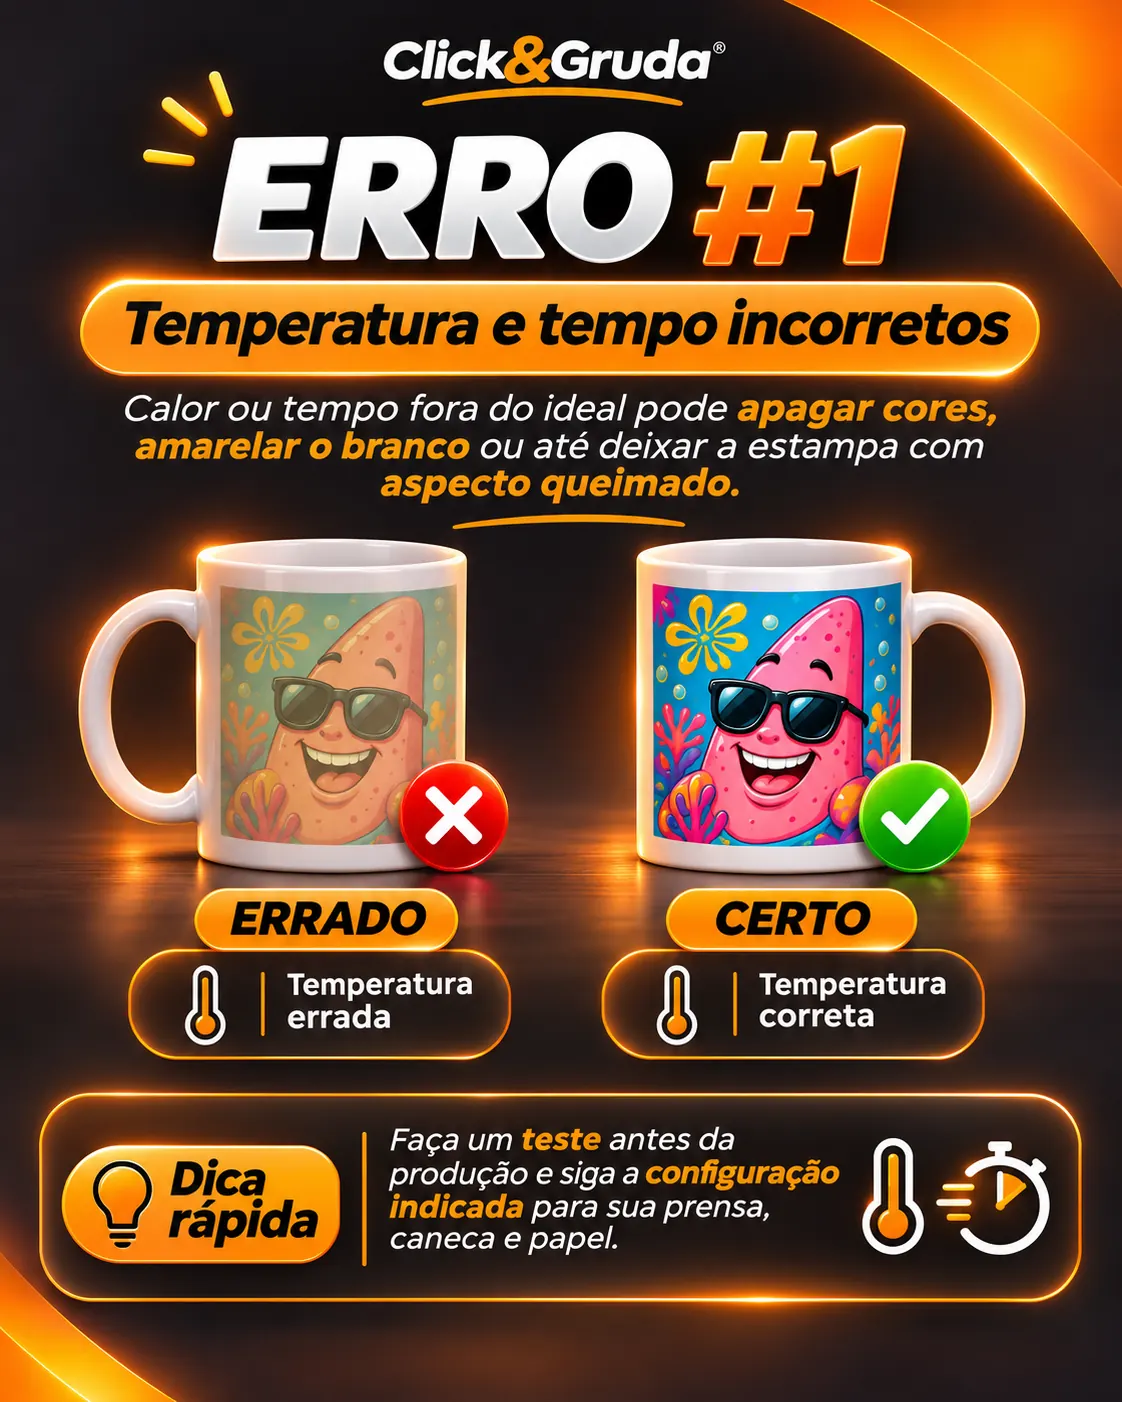 Click&Gruda®
ERRO #1
Temperatura e tempo incorretos
Calor ou tempo fora do ideal pode apagar cores,
amarelar o branco ou até deixar a estampa com
aspecto queimado.
ERRADO
Temperatura
errada
CERTO
Temperatura
correta
Dica
rápida
Faça um teste antes da
produção e siga a configuração
indicada para sua prensa,
caneca e papel.